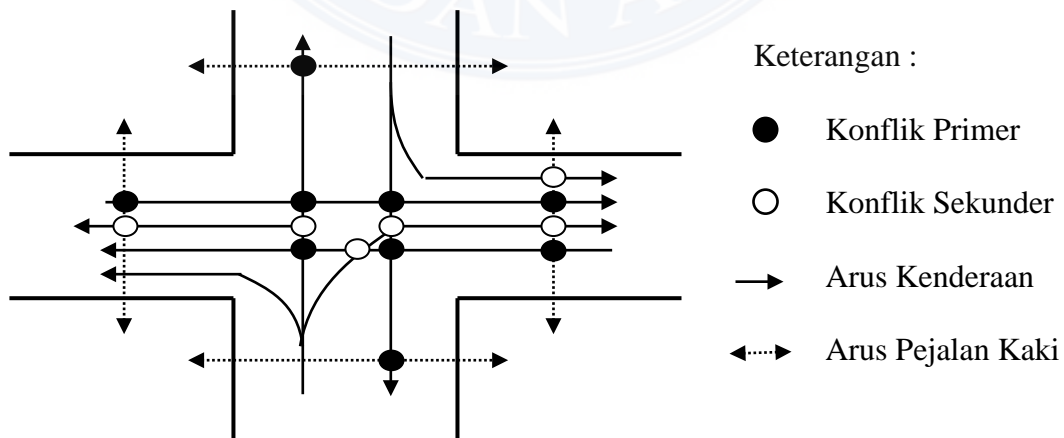 Keterangan :
Konflik Primer
Konflik Sekunder
Arus Kenderaan
Arus Pejalan Kaki